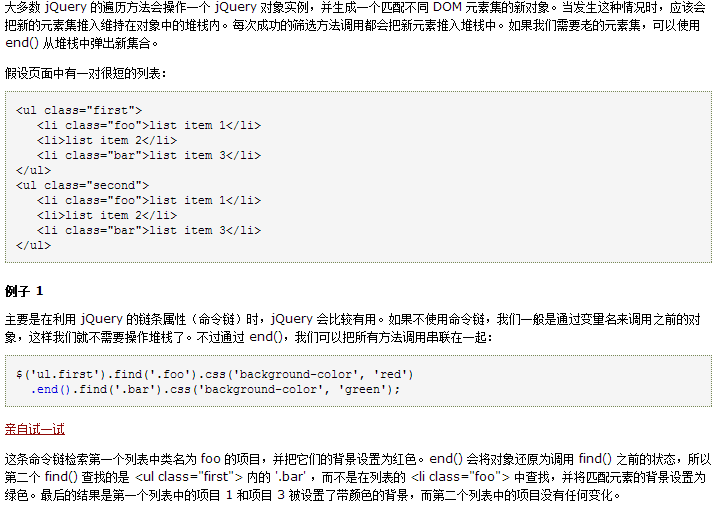 大多数 jQuery 的遍历方法会操作一个 jQuery 对象实例，并生成一个匹配不同 DOM 元素集的新对象。当发生这种情况时，应该会
把新的元素集推入维持在对象中的堆栈内。每次成功的筛选方法调用都会把新元素推入堆栈中。如果我们需要老的元素集，可以使用
end() 从堆栈中弹出新集合。
假设页面中有一对很短的列表：
<ul class="first">
   <li class="foo">list item 1</li>
   <li>list item 2</li>
   <li class="bar">list item 3</li>
</ul>
<ul class="second">
   <li class="foo">list item 1</li>
   <li>list item 2</li>
   <li class="bar">list item 3</li>
</ul>
例子 1
主要是在利用 jQuery 的链条属性（命令链）时，jQuery 会比较有用。如果不使用命令链，我们一般是通过变量名来调用之前的对
象，这样我们就不需要操作堆栈了。不过通过 end()，我们可以把所有方法调用串联在一起：
$('ul.first').find('.foo').css('background-color', 'red')
  .end().find('.bar').css('background-color', 'green');
亲自试一试
这条命令链检索第一个列表中类名为 foo 的项目，并把它们的背景设置为红色。end() 会将对象还原为调用 find() 之前的状态，所以
第二个 find() 查找的是 <ul class="first"> 内的 '.bar' ，而不是在列表的 <li class="foo"> 中查找，并将匹配元素的背景设置为
绿色。最后的结果是第一个列表中的项目 1 和项目 3 被设置了带颜色的背景，而第二个列表中的项目没有任何变化。